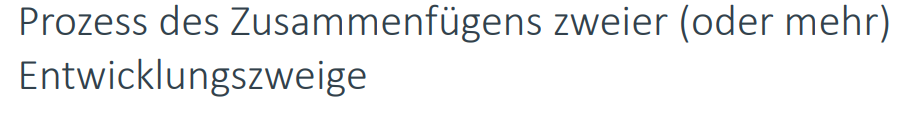 Prozess des Zusammenfügens zweier (oder mehr)
Entwicklungszweige